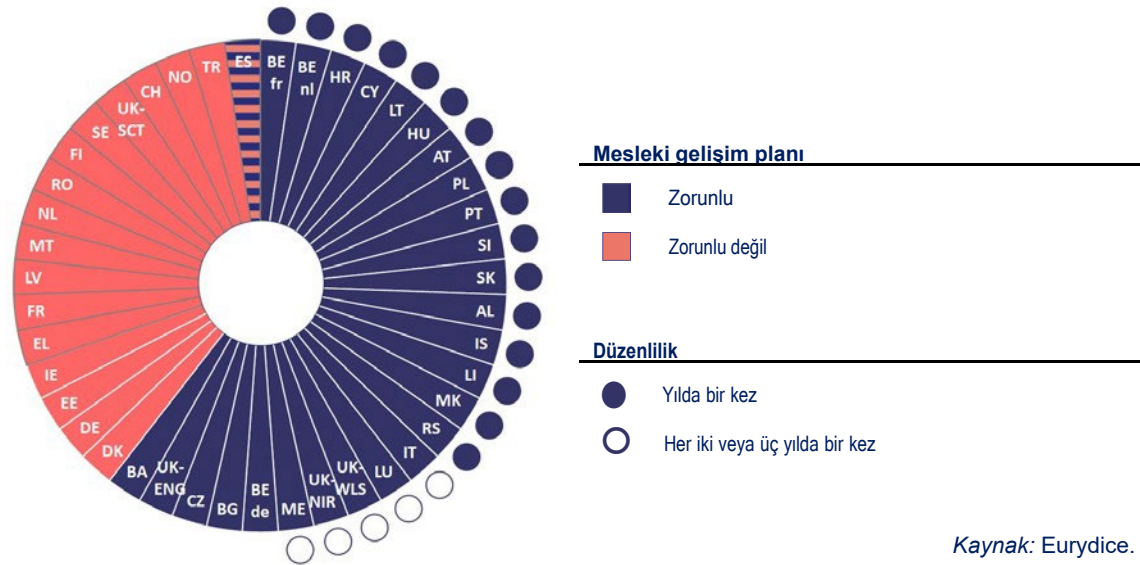 ES
BE
fr
BE
nl
HR
CY
LT
HU
AT
PL
PT
SI
SK
AL
IS
LI
MK
RS
IT
LU
UK-
WLS
UK-
NIR
ME
BE
de
BG
CZ
UK-
ENG
BA
DK
DE
EE
IE
EL
FR
LV
MT
NL
RO
FI
SE
UK-
SCT
CH
NO
TR
Mesleki gelişim planı
Zorunlu
Zorunlu değil
Düzenlilik
Yılda bir kez
Her iki veya üç yılda bir kez
Kaynak: Eurydice.